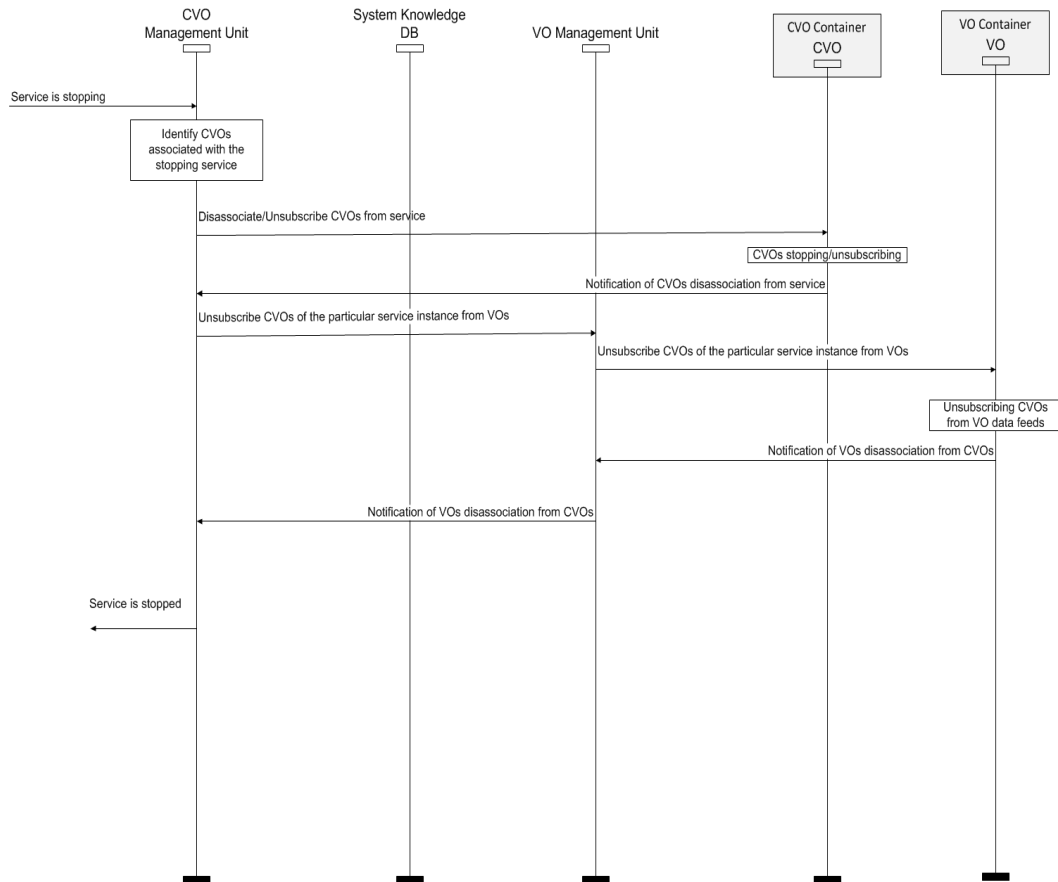 CVO
Management Unit
System Knowledge
DB
VO Management Unit
CVO Container
CVO
VO Container
VO
Service is stopping
Identify CVOs
associated with the
stopping service
Disassociate/Unsubscribe CVOs from service
CVOs stopping/unsubscribing
Notification of CVOs disassociation from service
Unsubscribe CVOs of the particular service instance from VOs
Unsubscribe CVOs of the particular service instance from VOs
Unsubscribing CVOs
from VO data feeds
Notification of VOs disassociation from CVOs
Notification of VOs disassociation from CVOs
Service is stopped